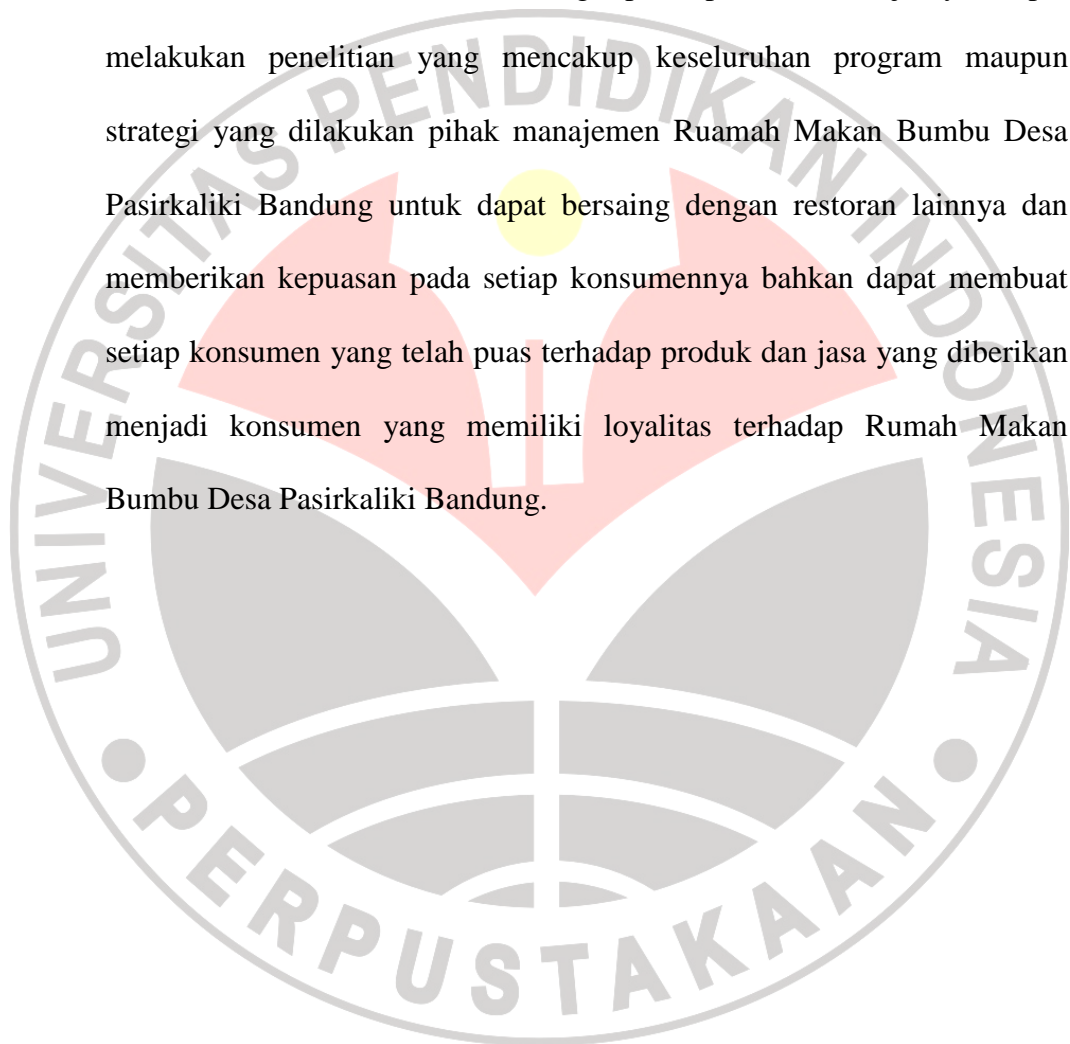 melakukan penelitian yang mencakup keseluruhan program maupun
strategi yang dilakukan pihak manajemen Ruamah Makan Bumbu Desa
Pasirkaliki Bandung untuk dapat bersaing dengan restoran lainnya dan
memberikan kepuasan pada setiap konsumennya bahkan dapat membuat
setiap konsumen yang telah puas terhadap produk dan jasa yang diberikan
menjadi konsumen yang memiliki loyalitas terhadap Rumah Makan
Bumbu Desa Pasirkaliki Bandung.
UNIVERSITAS PENDIDIKAN INDONESIA
PERPUSTAKAAN